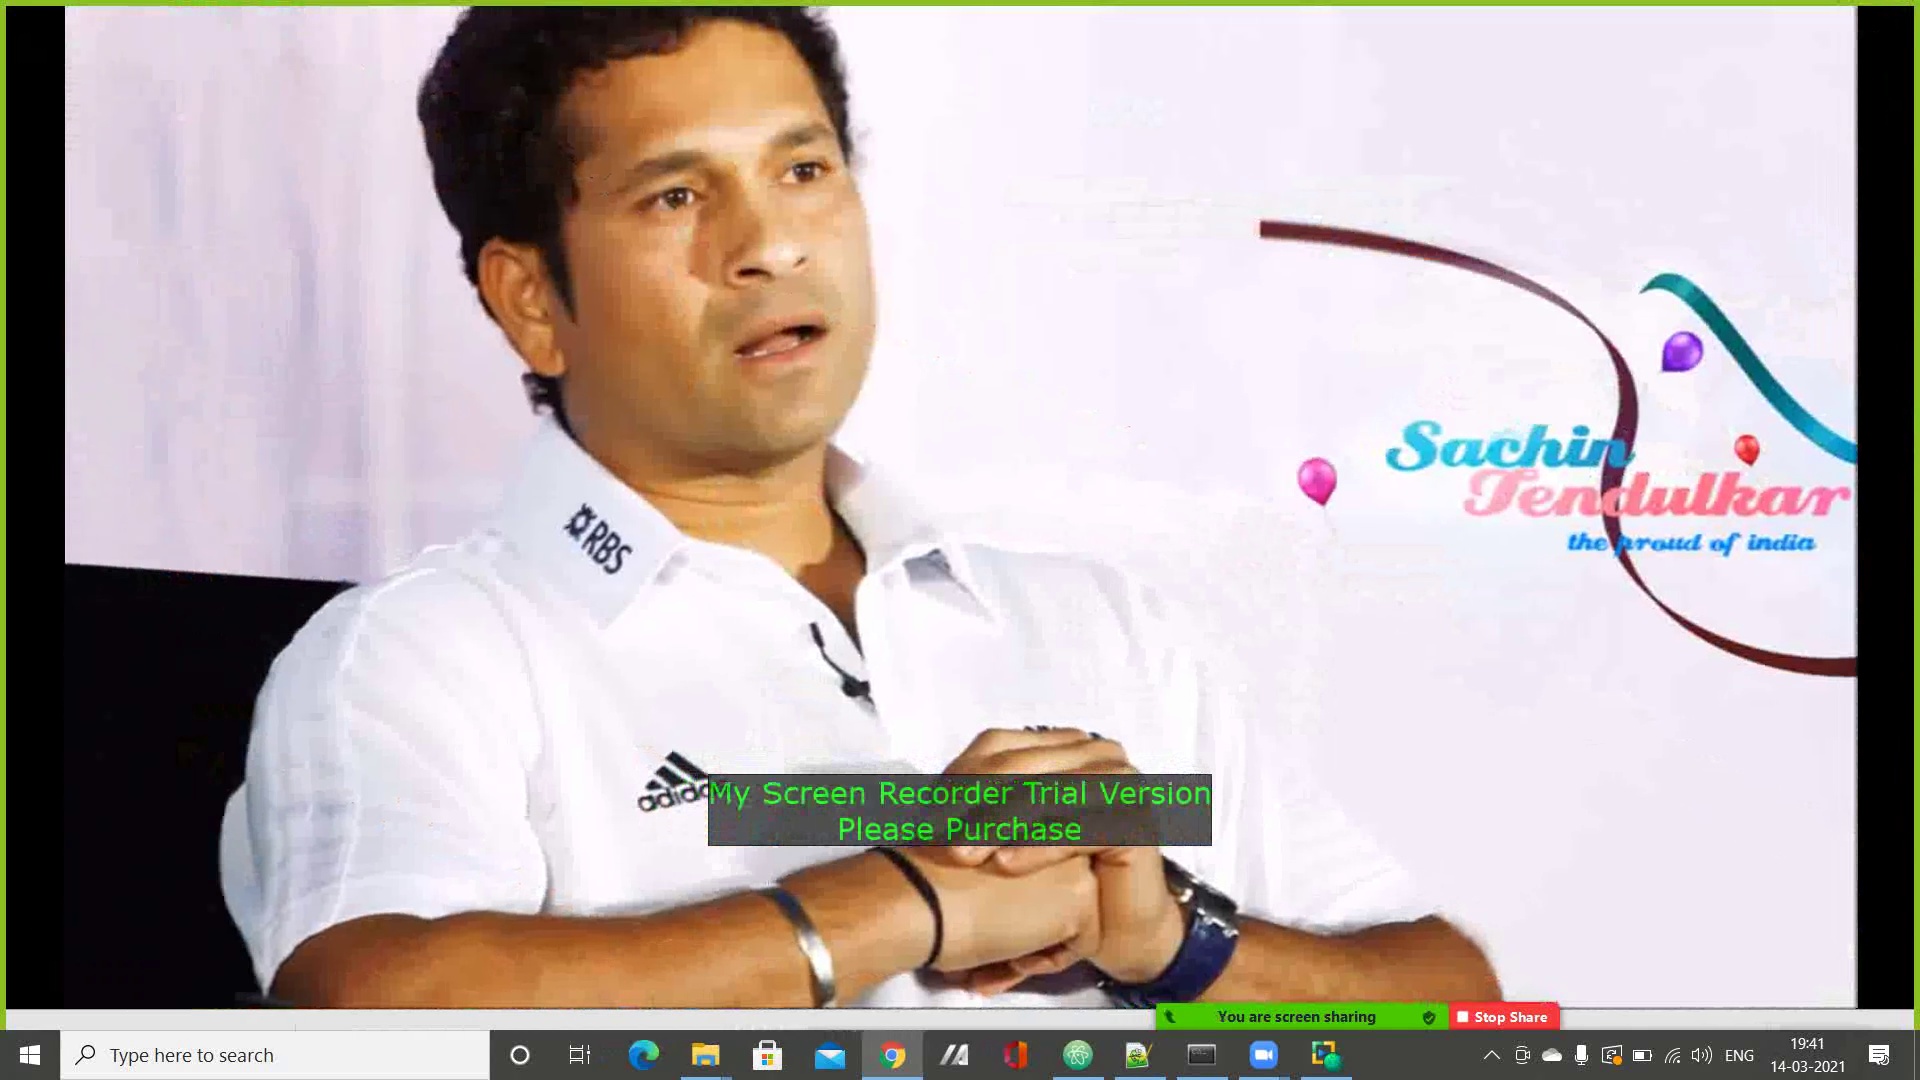 Sachin
Tendulkar
the proud of india
RBS
adidas
My Screen Recorder Trial Version
Please Purchase
You are screen sharing
Stop Share
Type here to search
ENG
19:41
14-03-2021